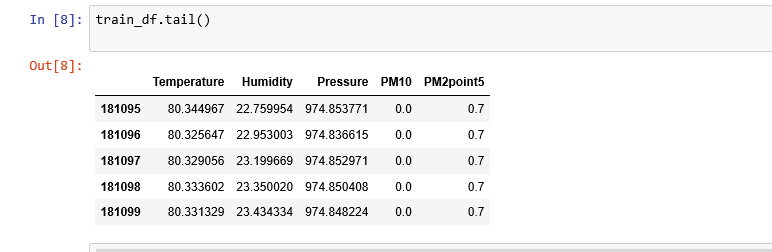 In [8]: train_df.tail()
Out[8]:
Temperature Humidity Pressure PM10 PM2point5
181095 80.344967 22.759954 974.853771 0.0 0.7
181096 80.325647 22.953003 974.836615 0.0 0.7
181097 80.329056 23.199669 974.852971 0.0 0.7
181098 80.333602 23.350020 974.850408 0.0 0.7
181099 80.331329 23.434334 974.848224 0.0 0.7